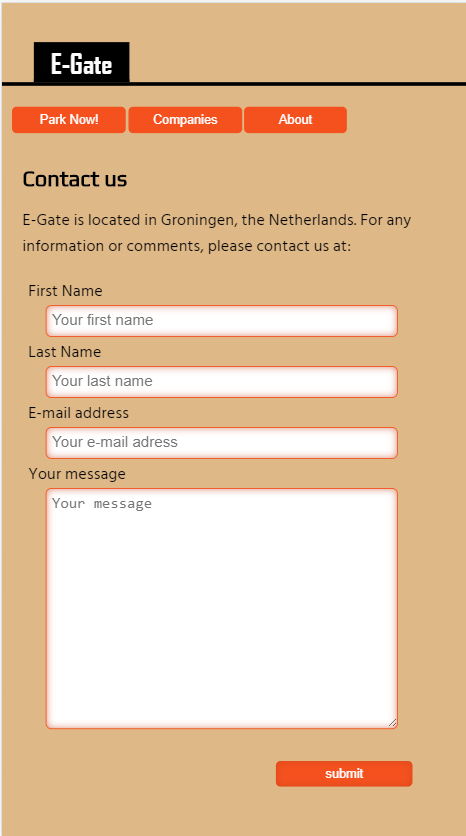 E-Gate
Park Now! Companies About
Contact us
E-Gate is located in Groningen, the Netherlands. For any
information or comments, please contact us at:
First Name
Your first name
Last Name
Your last name
E-mail address
Your e-mail adress
Your message
Your message
submit